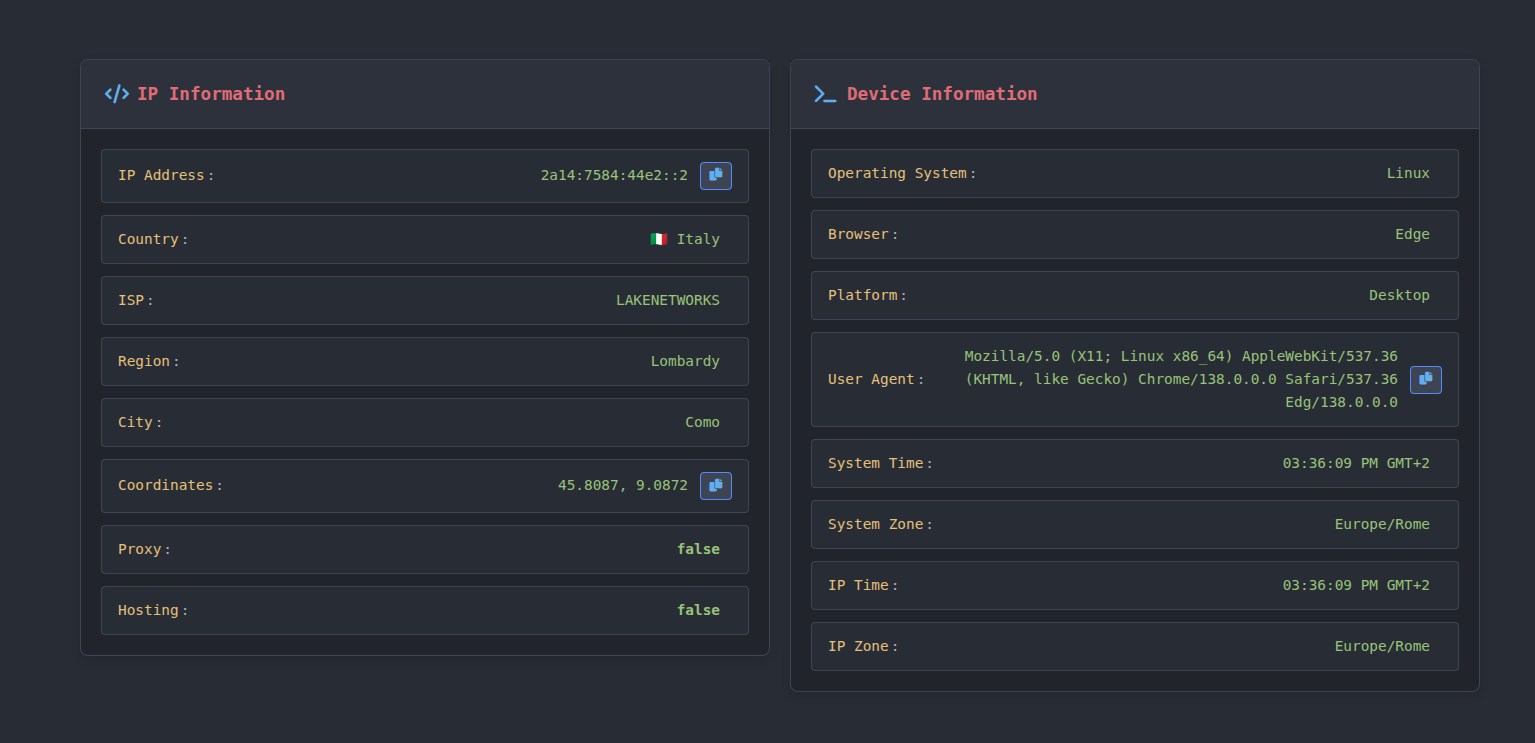 IP Information
IP Address:
2a14:7584:44e2::2
Country:
🇮🇹 Italy
ISP:
LAKENETWORKS
Region:
Lombardy
City:
Como
Coordinates:
45.8087, 9.0872
Proxy:
false
Hosting:
false
Device Information
Operating System:
Linux
Browser:
Edge
Platform:
Desktop
User Agent:
Mozilla/5.0 (X11; Linux x86_64) AppleWebKit/537.36
(KHTML, like Gecko) Chrome/138.0.0.0 Safari/537.36
Edg/138.0.0.0
System Time:
03:36:09 PM GMT+2
System Zone:
Europe/Rome
IP Time:
03:36:09 PM GMT+2
IP Zone:
Europe/Rome